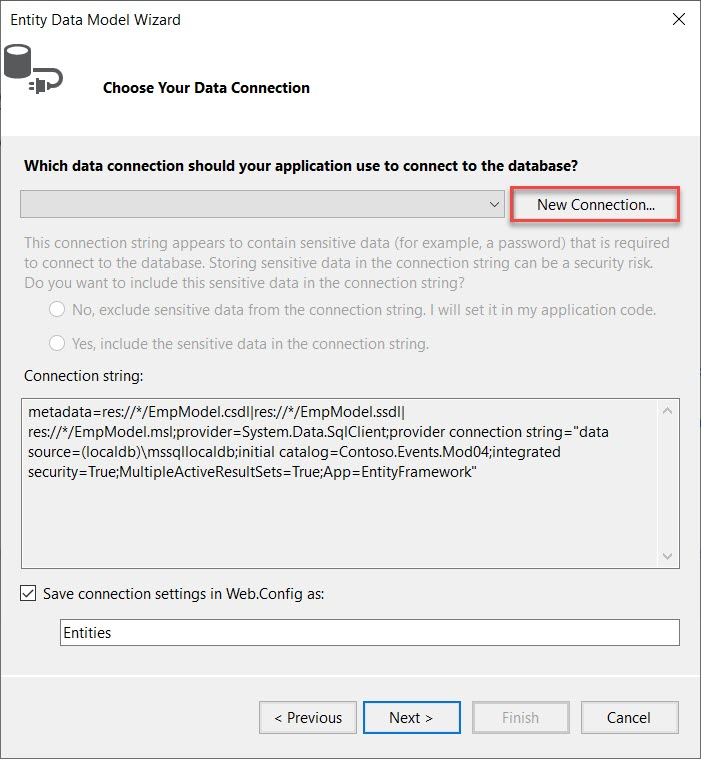 Entity Data Model Wizard
Choose Your Data Connection
Which data connection should your application use to connect to the database?
New Connection...
This connection string appears to contain sensitive data (for example, a password) that is required
to connect to the database. Storing sensitive data in the connection string can be a security risk.
Do you want to include this sensitive data in the connection string?
No, exclude sensitive data from the connection string. I will set it in my application code.
Yes, include the sensitive data in the connection string.
Connection string:
metadata=res://*/EmpModel.csdl|res://*/EmpModel.ssdl|
res://*/EmpModel.msl;provider=System.Data.SqlClient;provider connection string="data
source=(localdb)\mssqllocaldb;initial catalog=Contoso.Events.Mod04;integrated
security=True;MultipleActiveResultSets=True;App=EntityFramework"
Save connection settings in Web.Config as:
Entities
< Previous
Next >
Finish
Cancel